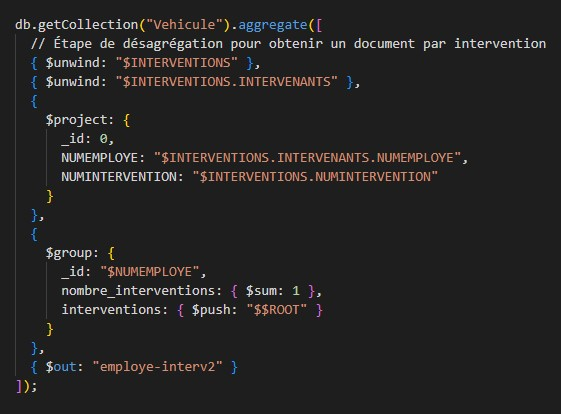 db.getCollection("Vehicule").aggregate([
// Étape de désagrégation pour obtenir un document par intervention
{ $unwind: "$INTERVENTIONS" },
{ $unwind: "$INTERVENTIONS.INTERVENANTS" },
{
$project: {
_id: 0,
NUMEMPLOYE: "$INTERVENTIONS.INTERVENANTS.NUMEMPLOYE",
NUMINTERVENTION: "$INTERVENTIONS.NUMINTERVENTION"
}
},
{
$group: {
_id: "$NUMEMPLOYE",
nombre_interventions: { $sum: 1 },
interventions: { $push: "$$ROOT" }
}
},
{ $out: "employe-interv2" }
]);